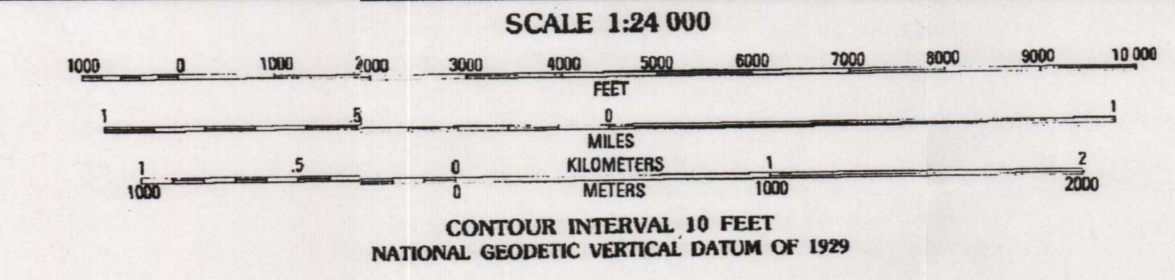 SCALE 1:24 000
1000 0 1000 2000 3000 4000 5000 6000 7000 8000 9000 10 000
FEET
1 .5 0 1
MILES
1 .5 0 KILOMETERS 1 2
1000 0 METERS 1000 2000
CONTOUR INTERVAL 10 FEET
NATIONAL GEODETIC VERTICAL DATUM OF 1929